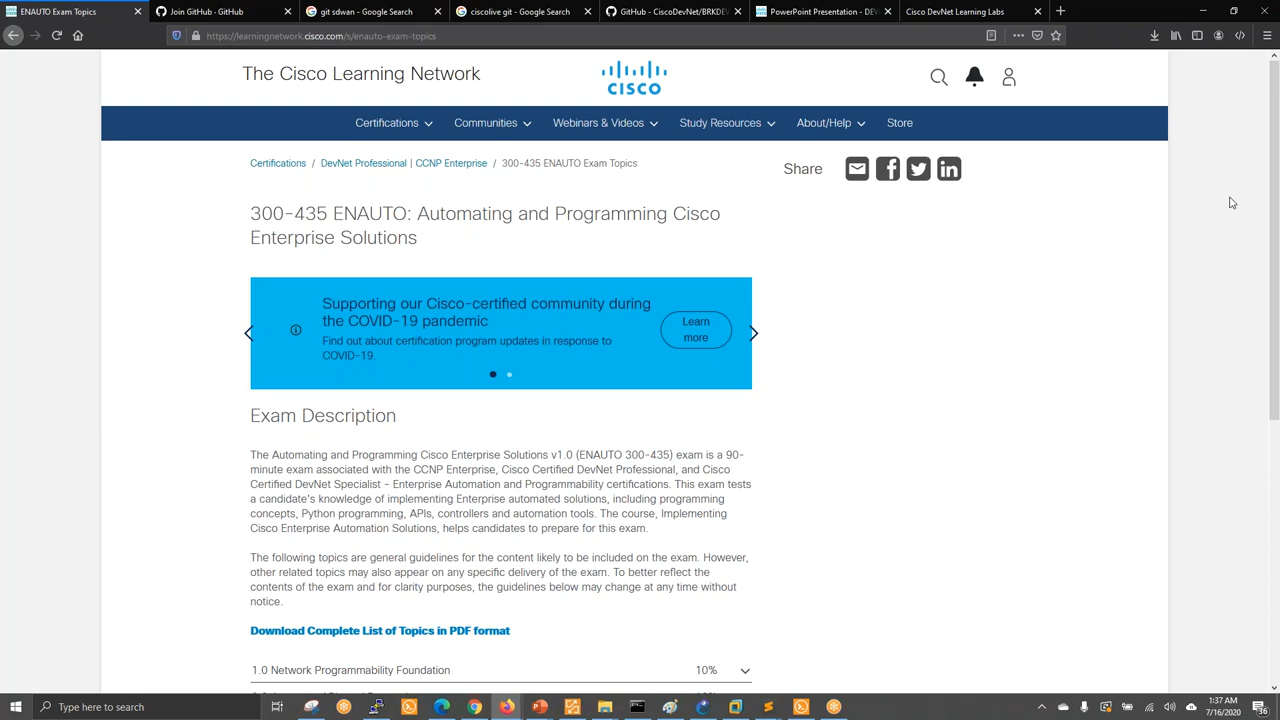 ENAUTO Exam Topics
Join GitHub · GitHub
git sdwan - Google Search
ciscolive git - Google Search
GitHub - CiscoDevNet/BRKDEV
PowerPoint Presentation - DEV
Cisco DevNet Learning Labs
https://learningnetwork.cisco.com/s/enauto-exam-topics
The Cisco Learning Network
CISCO
Certifications
Communities
Webinars & Videos
Study Resources
About/Help
Store
Certifications / DevNet Professional | CCNP Enterprise / 300-435 ENAUTO Exam Topics
Share
300-435 ENAUTO: Automating and Programming Cisco
Enterprise Solutions
Supporting our Cisco-certified community during
the COVID-19 pandemic
Find out about certification program updates in response to
COVID-19.
Learn
more
Exam Description
The Automating and Programming Cisco Enterprise Solutions v1.0 (ENAUTO 300-435) exam is a 90-
minute exam associated with the CCNP Enterprise, Cisco Certified DevNet Professional, and Cisco
Certified DevNet Specialist - Enterprise Automation and Programmability certifications. This exam tests
a candidate's knowledge of implementing Enterprise automated solutions, including programming
concepts, Python programming, APIs, controllers and automation tools. The course, Implementing
Cisco Enterprise Automation Solutions, helps candidates to prepare for this exam.
The following topics are general guidelines for the content likely to be included on the exam. However,
other related topics may also appear on any specific delivery of the exam. To better reflect the
contents of the exam and for clarity purposes, the guidelines below may change at any time without
notice.
Download Complete List of Topics in PDF format
1.0 Network Programmability Foundation 10%
Type here to search
1:37 AM
7/16/2020